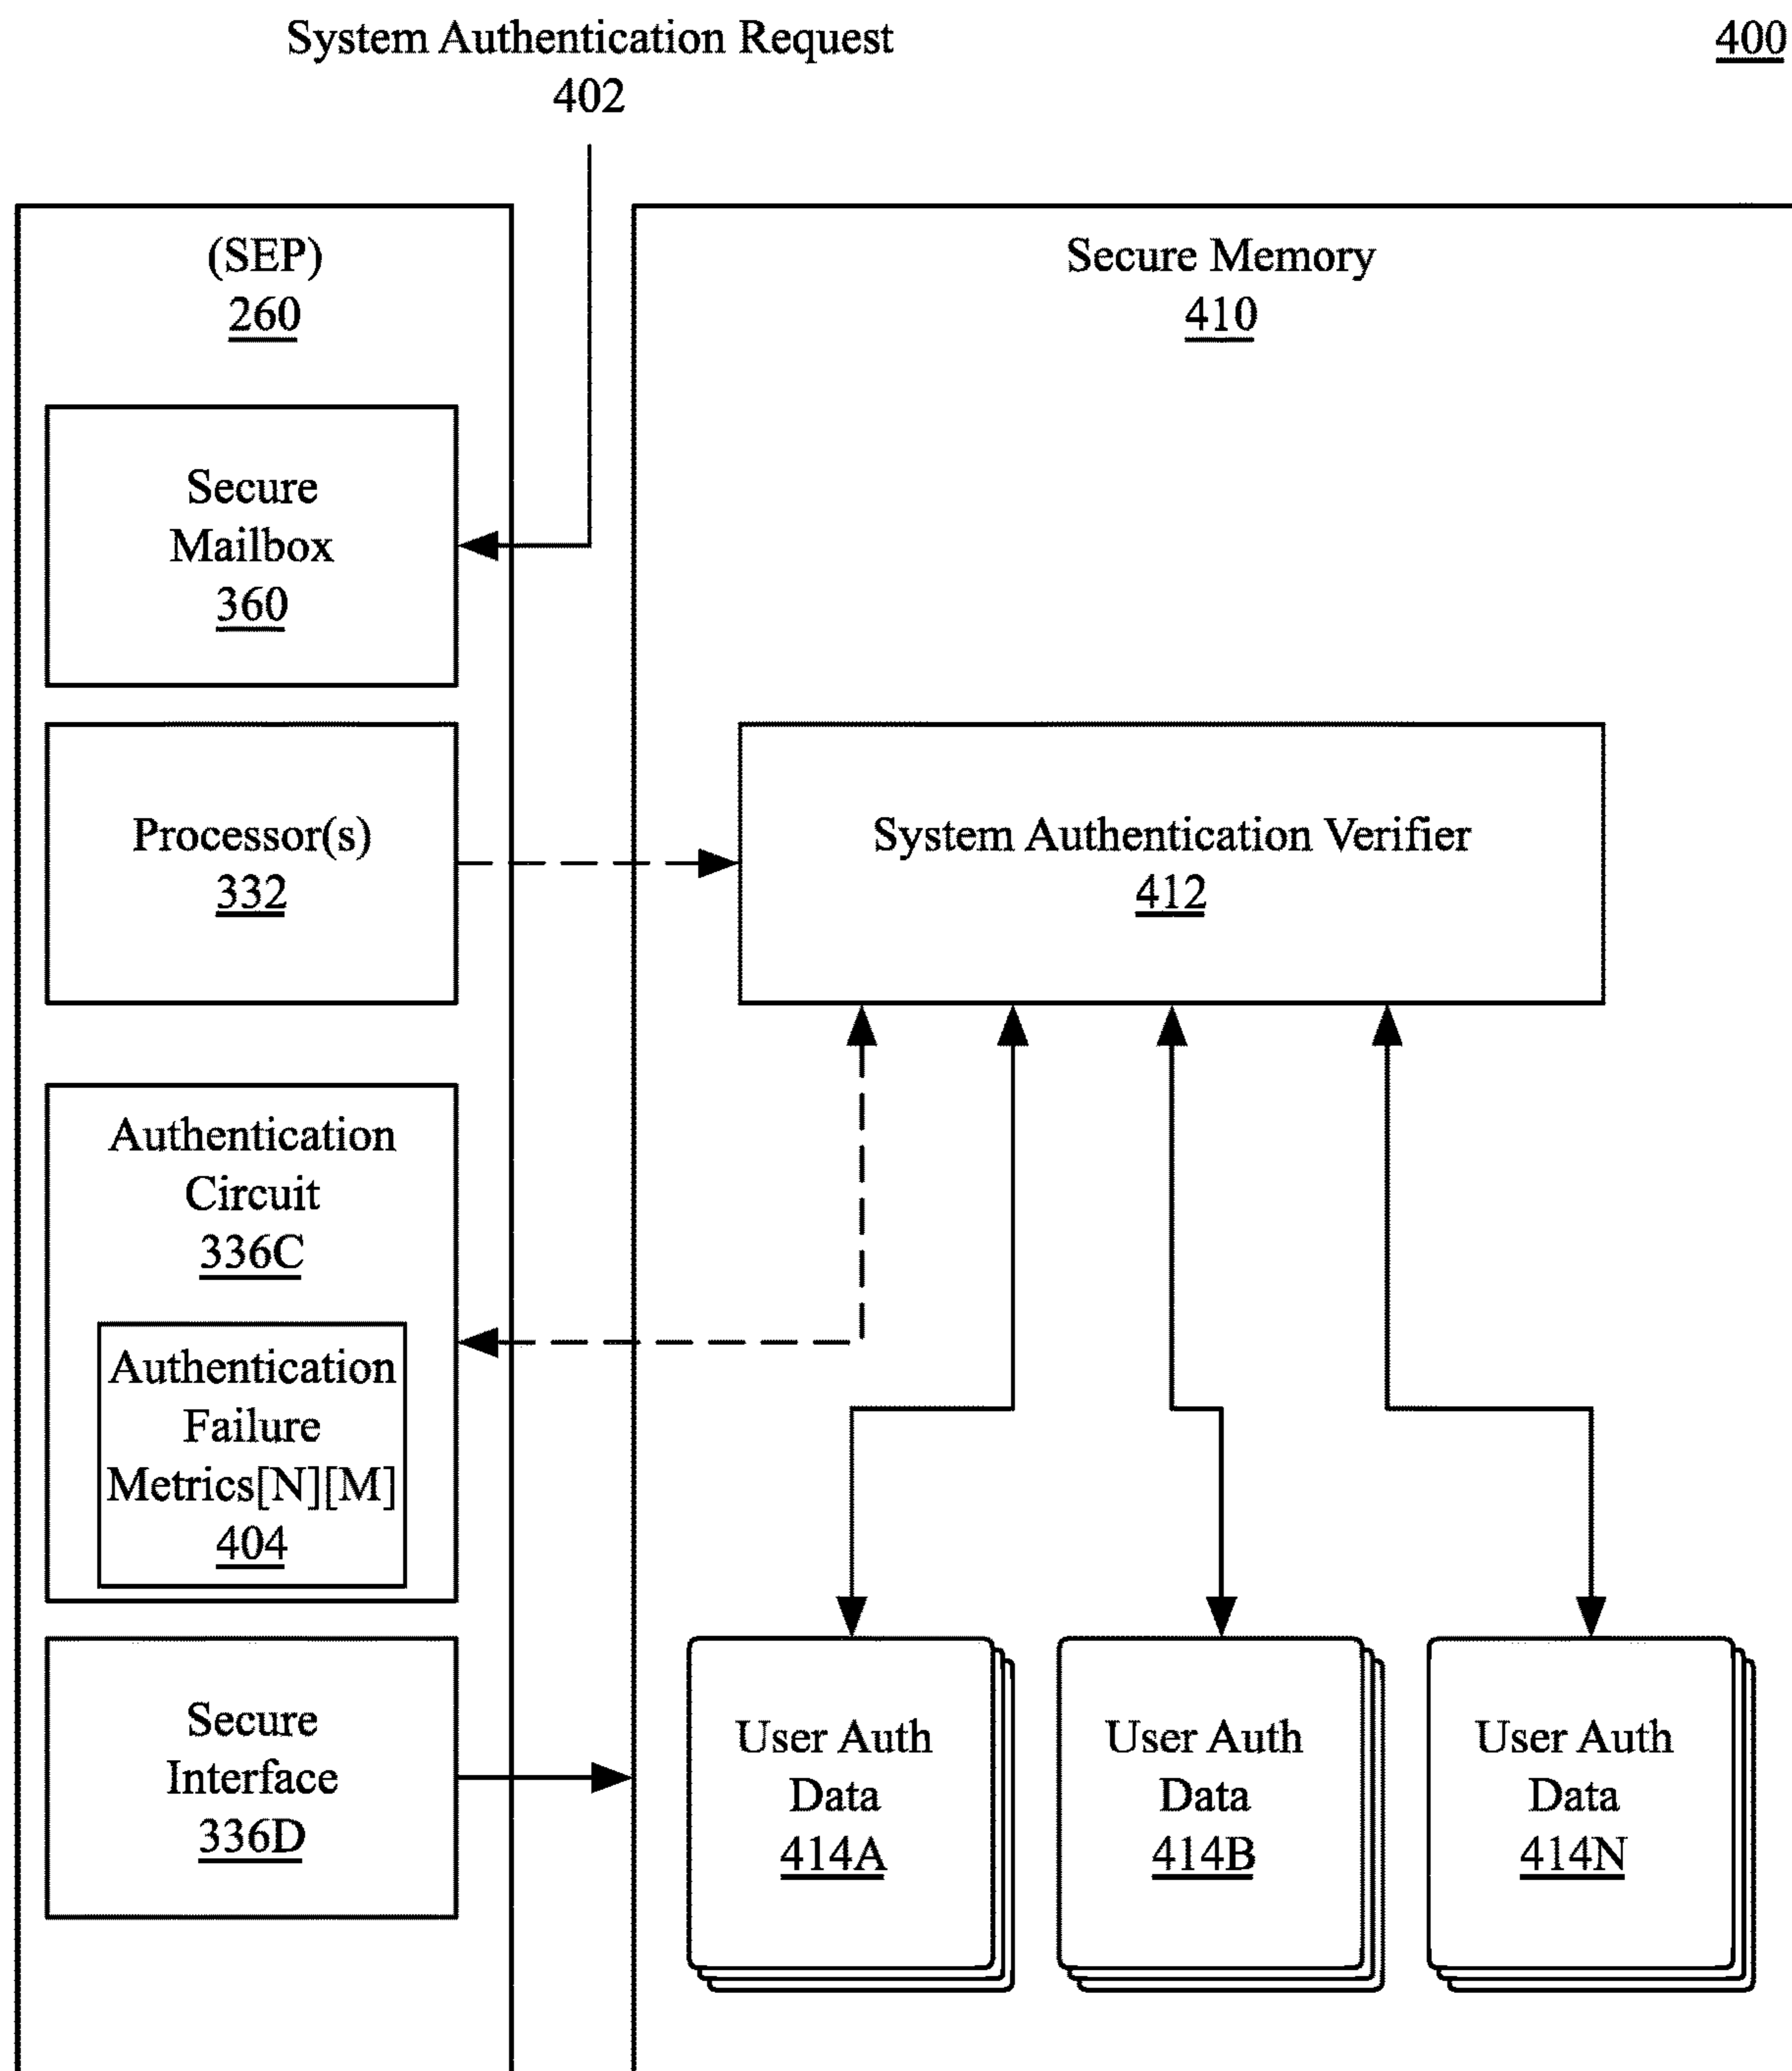 System Authentication Request
402
400
(SEP)
260
Secure
Mailbox
360
Processor(s)
332
Authentication
Circuit
336C
Authentication
Failure
Metrics[N][M]
404
Secure
Interface
336D
Secure Memory
410
System Authentication Verifier
412
User Auth
Data
414A
User Auth
Data
414B
User Auth
Data
414N